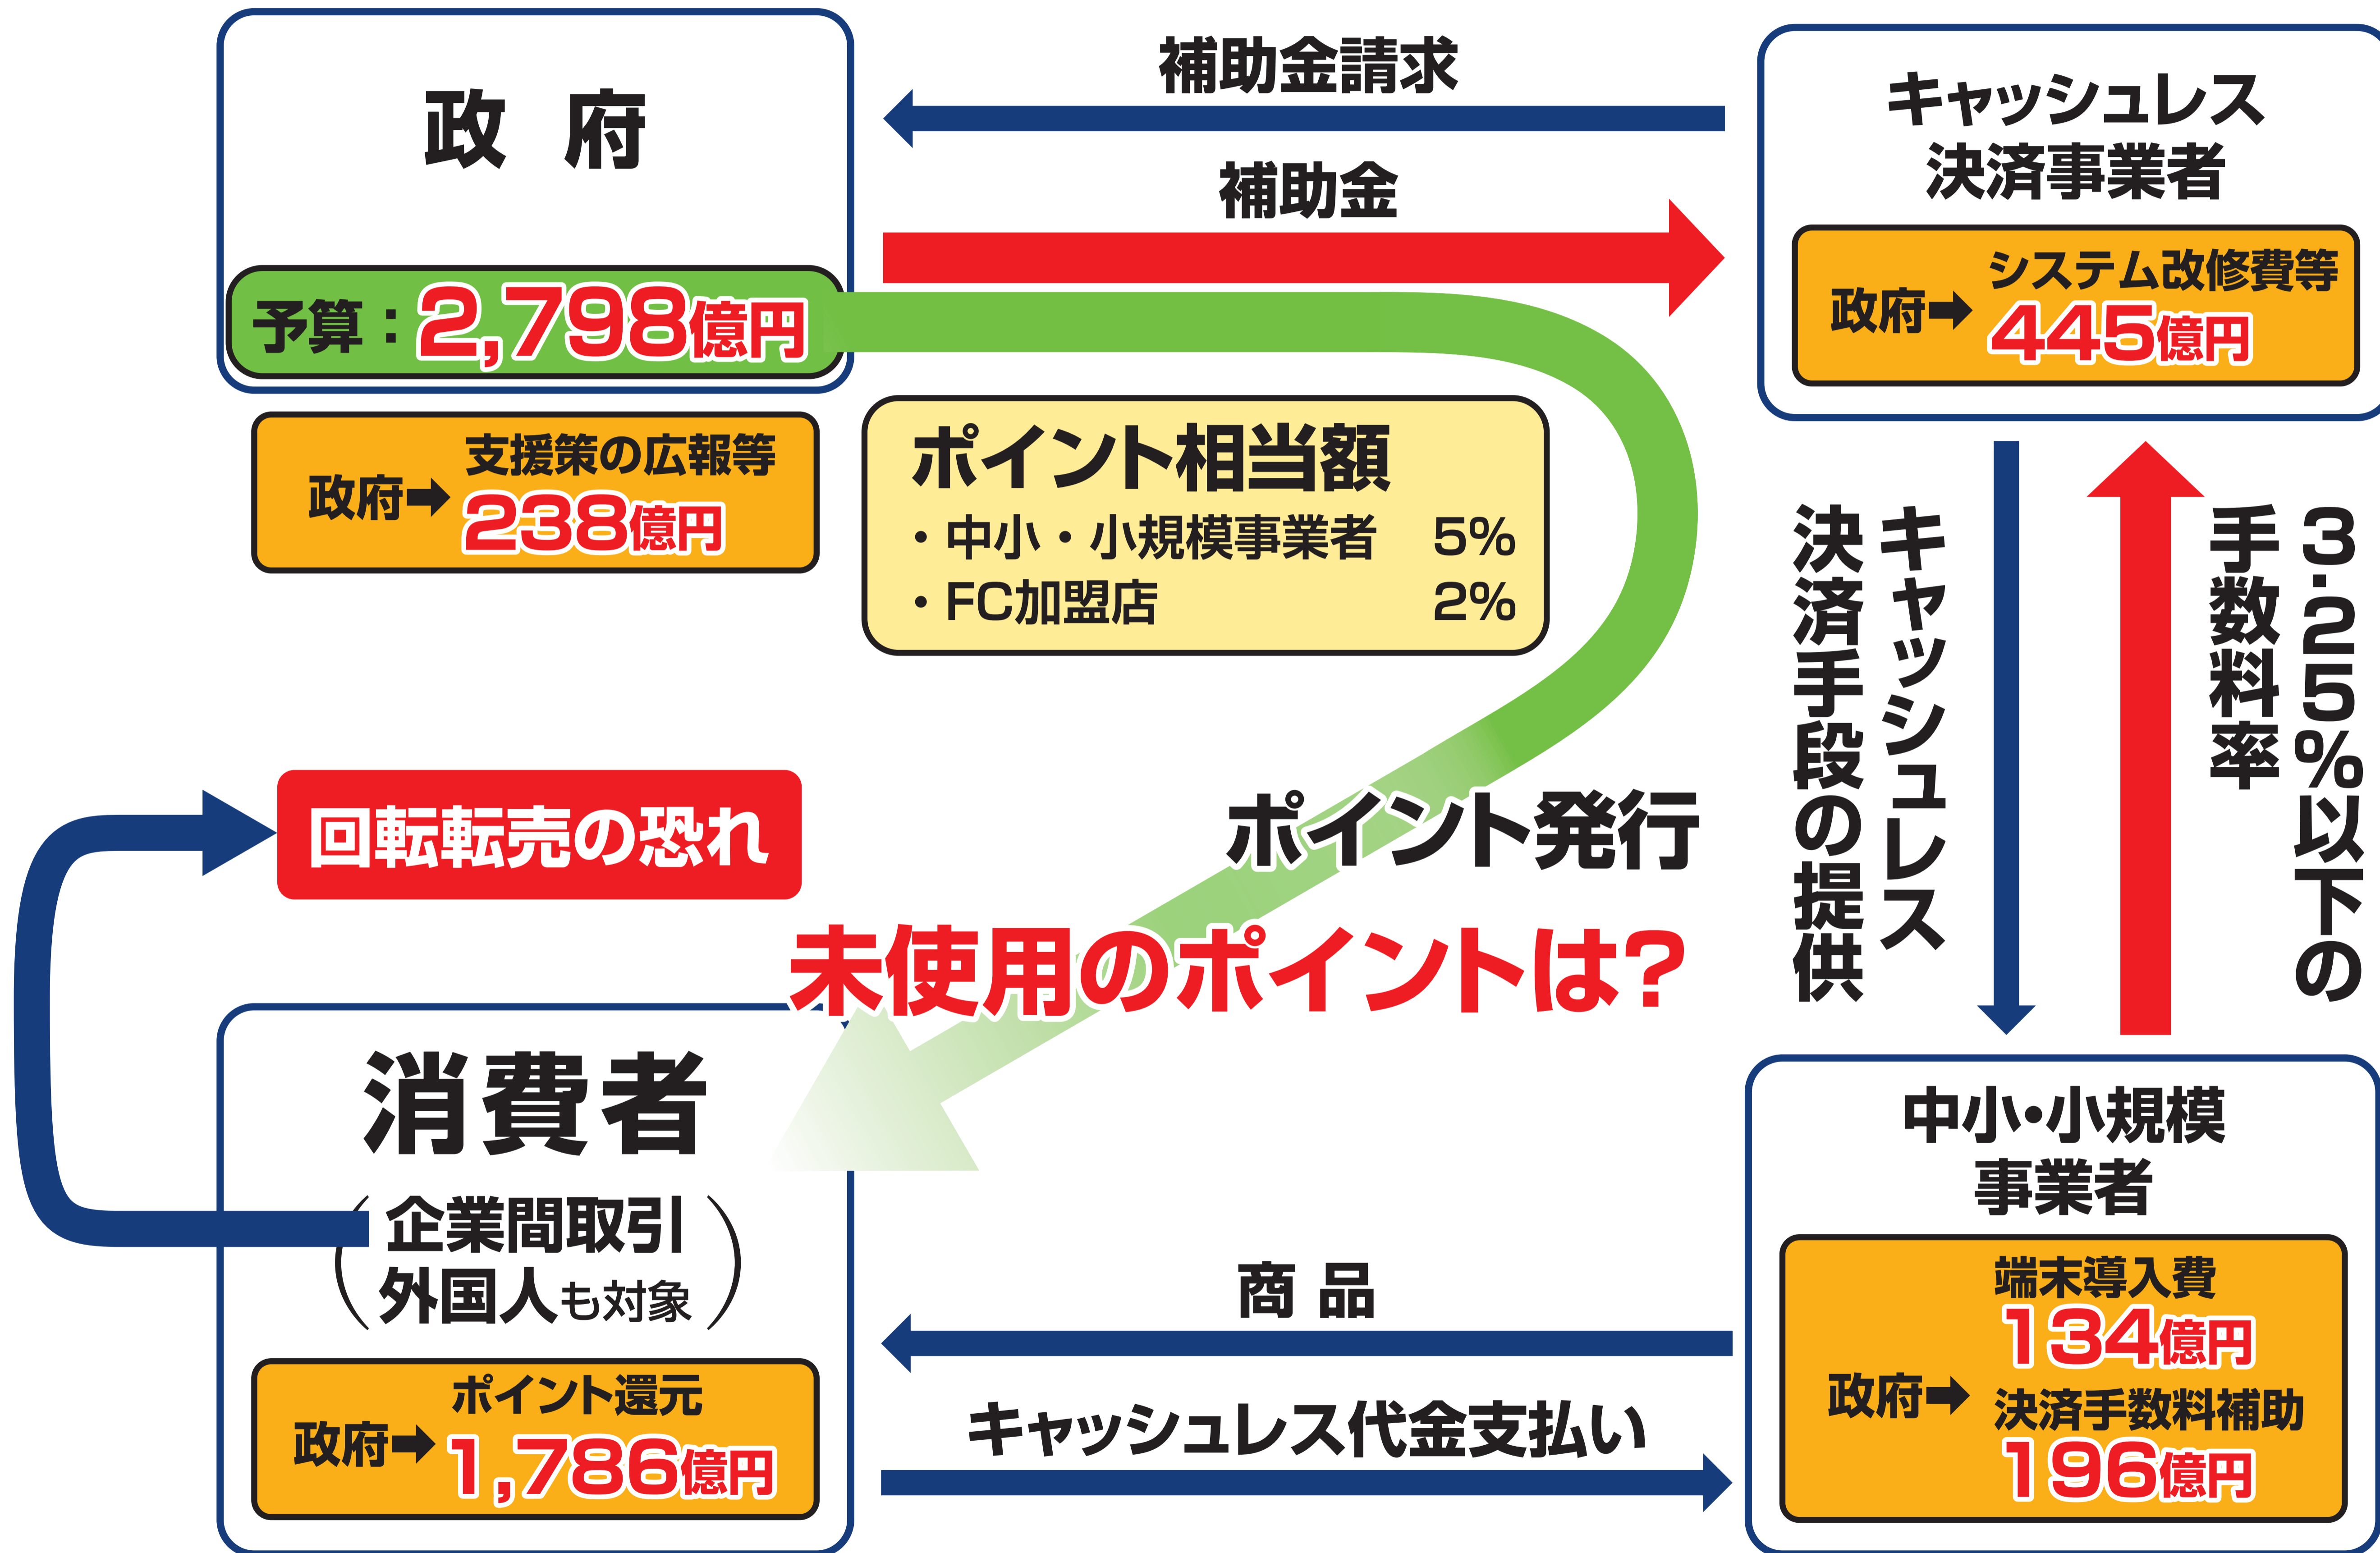 政府
予算：2,798億円
政府➡
支援策の広報等
238億円
補助金請求
補助金
キャッシュレス
決済事業者
政府➡
システム改修費等
445億円
ポイント相当額
・中小・小規模事業者 5%
・FC加盟店 2%
キャッシュレス
決済手段の提供
3.25%以下の
手数料率
回転転売の恐れ
ポイント発行
未使用のポイントは?
消費者
（企業間取引
外国人も対象）
政府➡
ポイント還元
1,786億円
商品
キャッシュレス代金支払い
中小・小規模
事業者
政府➡
端末導入費
134億円
決済手数料補助
196億円